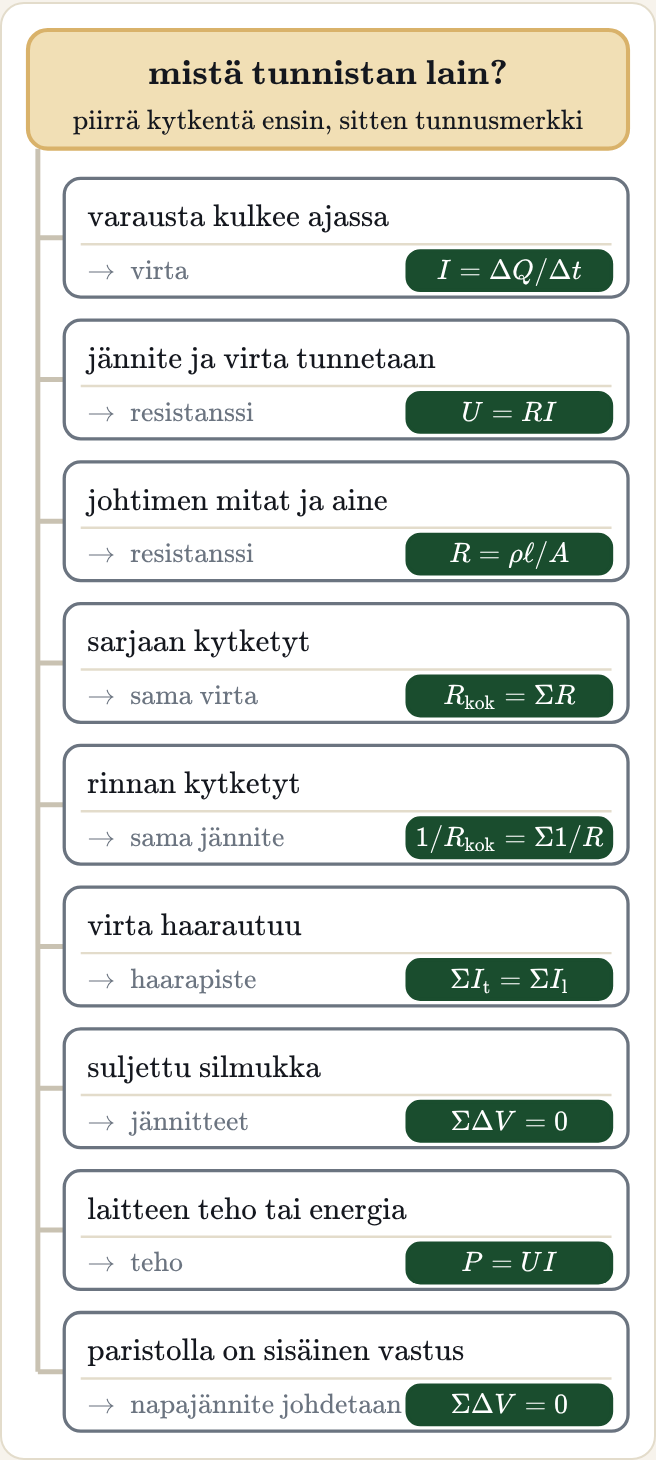 mistä tunnistan lain?
piirrä kytkentä ensin, sitten tunnusmerkki
varausta kulkee ajassa
→ virta I = ΔQ/Δt
jännite ja virta tunnetaan
→ resistanssi U = RI
johtimen mitat ja aine
→ resistanssi R = ρℓ/A
sarjaan kytketyt
→ sama virta R_kok = ΣR
rinnan kytketyt
→ sama jännite 1/R_kok = Σ1/R
virta haarautuu
→ haarapiste ΣI_t = ΣI_l
suljettu silmukka
→ jännitteet ΣΔV = 0
laitteen teho tai energia
→ teho P = UI
paristolla on sisäinen vastus
→ napajännite johdetaan ΣΔV = 0